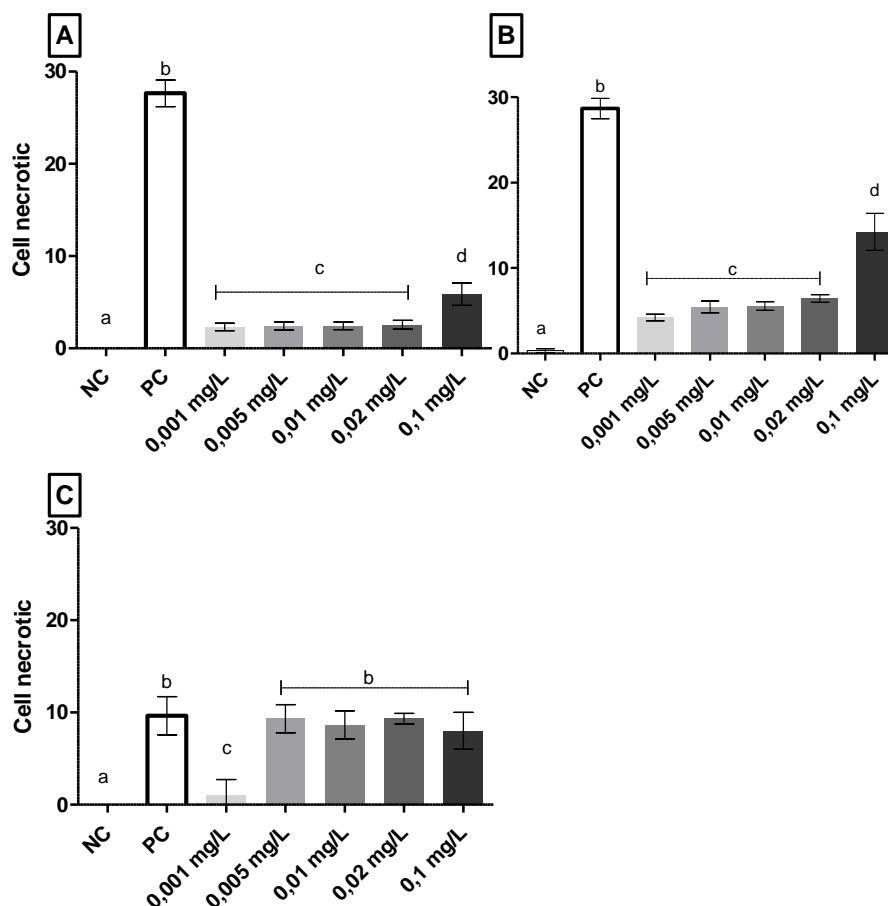 A
Cell necrotic
30
20
10
0
a
b
c
d
NC
PC
0,001 mg/L
0,005 mg/L
0,01 mg/L
0,02 mg/L
0,1 mg/L
B
30
20
10
0
a
b
c
d
NC
PC
0,001 mg/L
0,005 mg/L
0,01 mg/L
0,02 mg/L
0,1 mg/L
C
Cell necrotic
30
20
10
0
a
b
c
b
NC
PC
0,001 mg/L
0,005 mg/L
0,01 mg/L
0,02 mg/L
0,1 mg/L